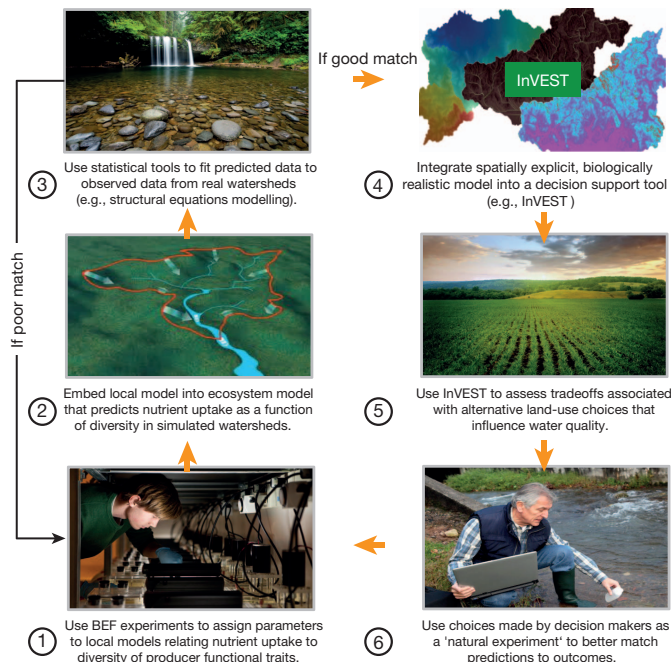 If good match
InVEST
3
Use statistical tools to fit predicted data to
observed data from real watersheds
(e.g., structural equations modelling).
4
Integrate spatially explicit, biologically
realistic model into a decision support tool
(e.g., InVEST )
If poor match
2
Embed local model into ecosystem model
that predicts nutrient uptake as a function
of diversity in simulated watersheds.
5
Use InVEST to assess tradeoffs associated
with alternative land-use choices that
influence water quality.
1
Use BEF experiments to assign parameters
to local models relating nutrient uptake to
diversity of producer functional traits.
6
Use choices made by decision makers as
a 'natural experiment' to better match
predictions to outcomes.